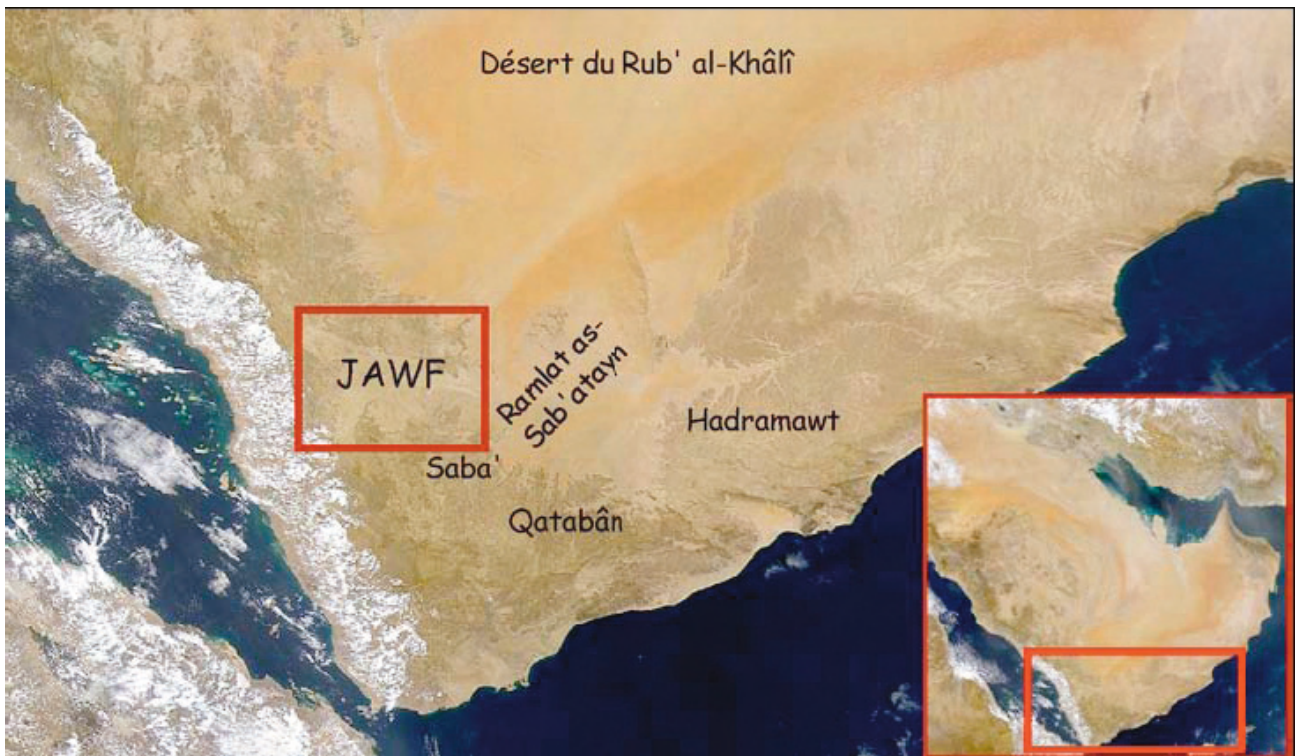 Désert du Rub' al-Khâlî
JAWF
Ramlat as-
Sab'atayn
Hadramawt
Saba'
Qatabân